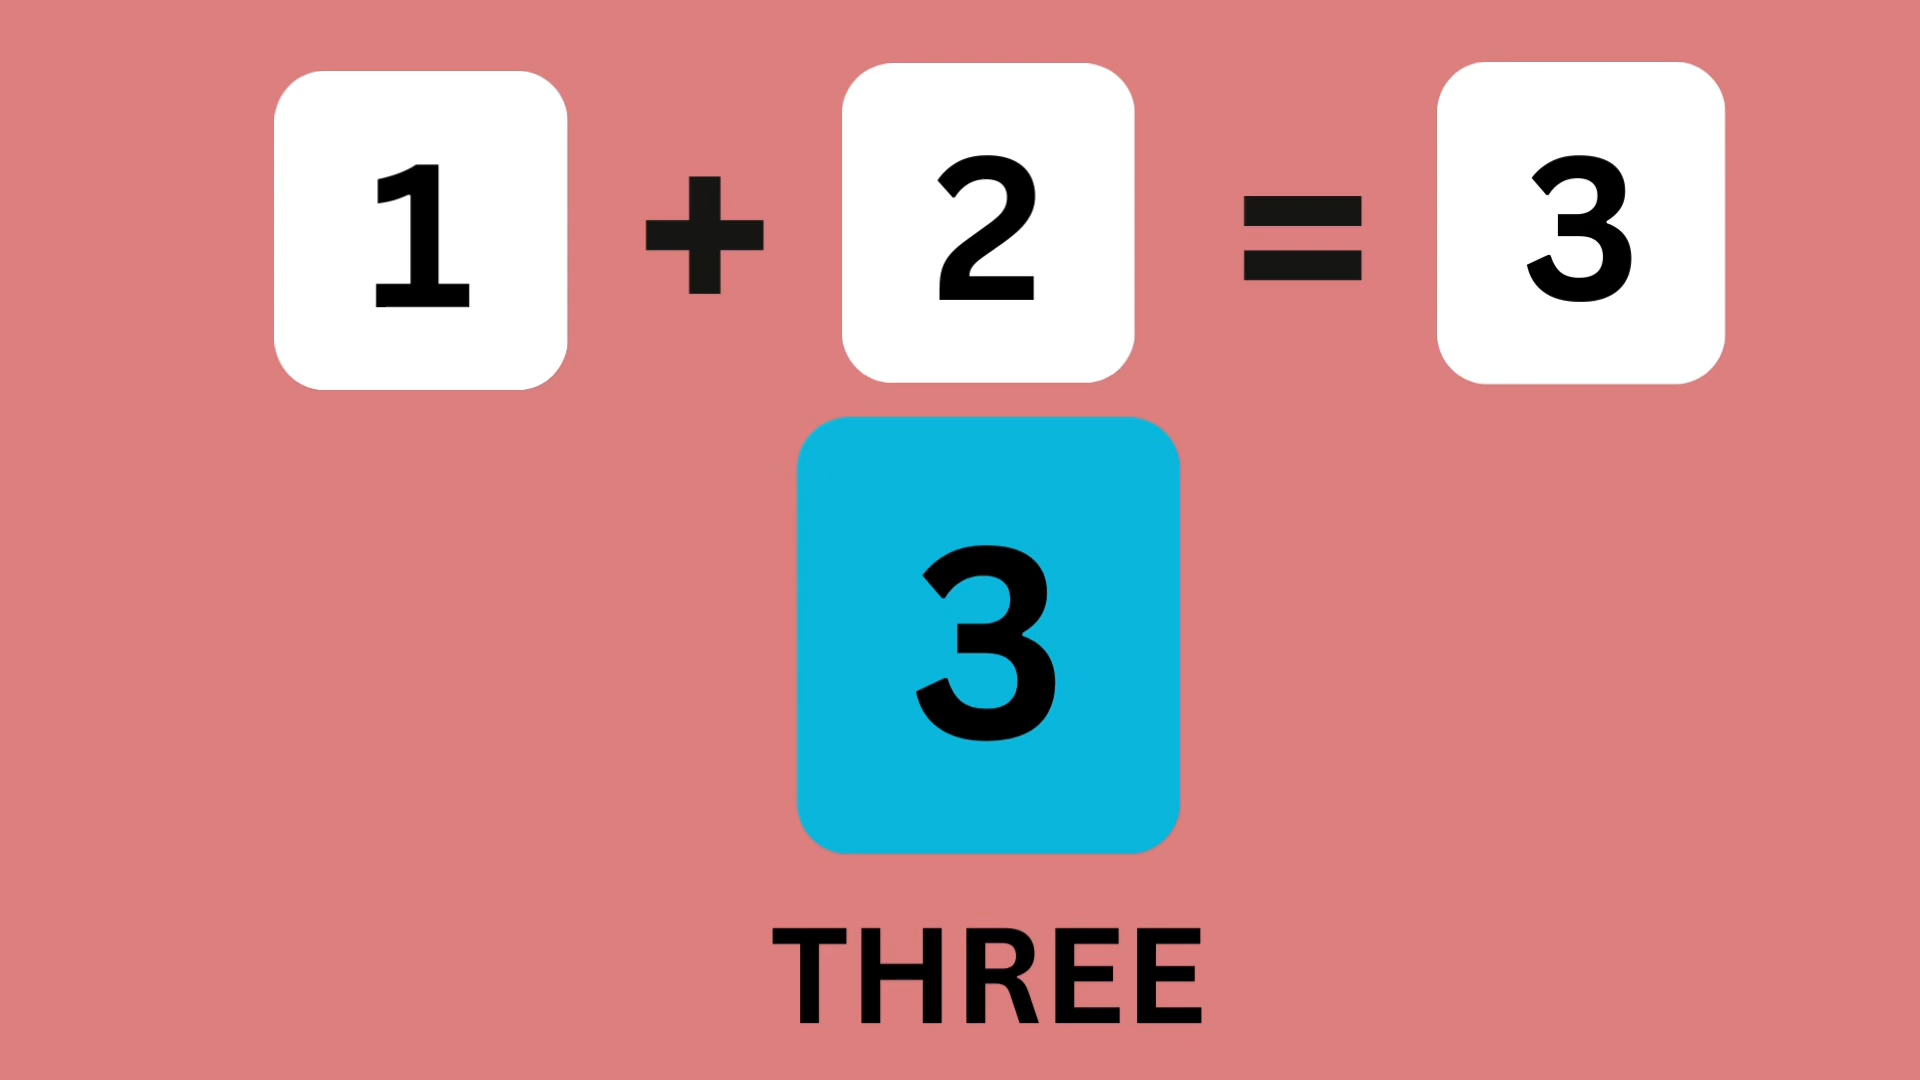 1 + 2 = 3
3
THREE